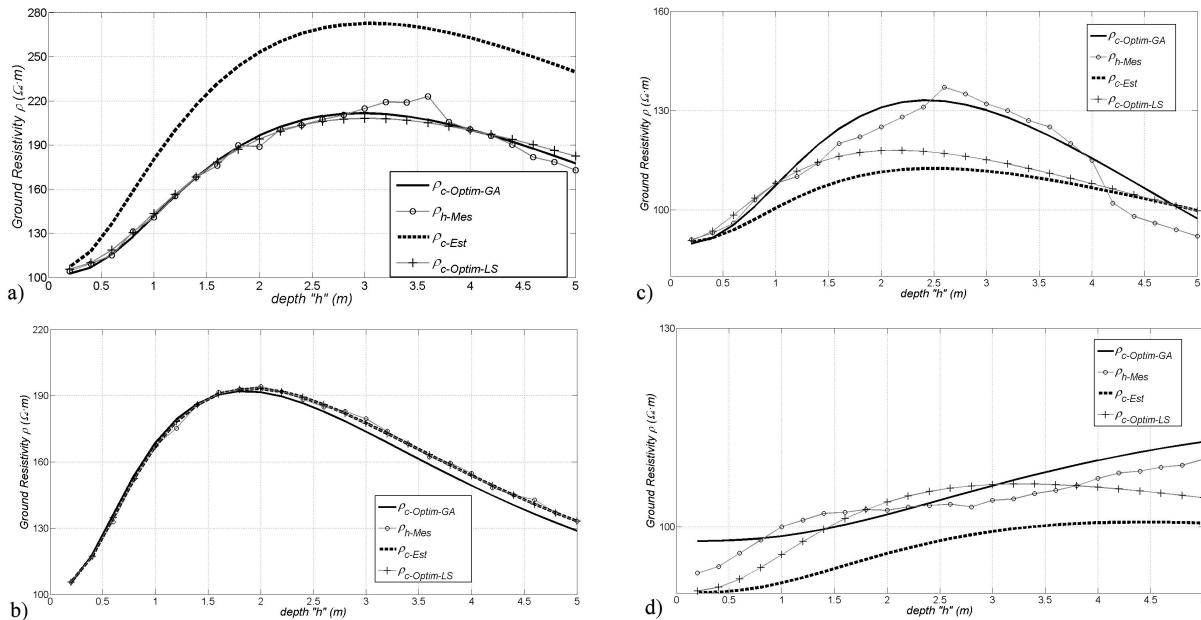 280
250
220
190
160
130
100
0 0.5 1 1.5 2 2.5 3 3.5 4 4.5 5
Ground Resistivity ρ (Ω·m)
depth "h" (m)
ρc-Optim-GA
ρh-Mes
ρc-Est
ρc-Optim-LS
a)
220
190
160
130
100
0 0.5 1 1.5 2 2.5 3 3.5 4 4.5 5
Ground Resistivity ρ (Ω·m)
depth "h" (m)
ρc-Optim-GA
ρh-Mes
ρc-Est
ρc-Optim-LS
b)
160
130
100
0 0.5 1 1.5 2 2.5 3 3.5 4 4.5 5
Ground Resistivity ρ (Ω·m)
depth "h" (m)
ρc-Optim-GA
ρh-Mes
ρc-Est
ρc-Optim-LS
c)
130
100
0 0.5 1 1.5 2 2.5 3 3.5 4 4.5 5
Ground Resistivity ρ (Ω·m)
depth "h" (m)
ρc-Optim-GA
ρh-Mes
ρc-Est
ρc-Optim-LS
d)